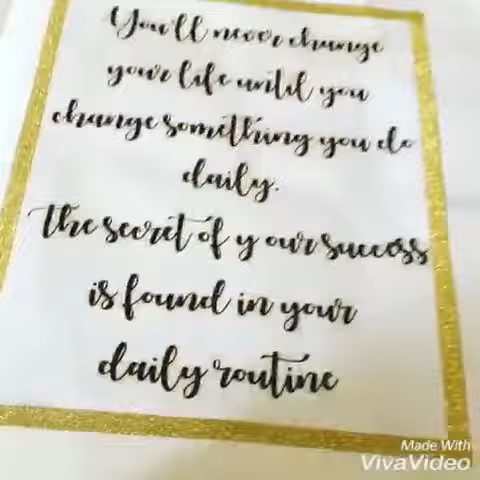 You'll never change
your life until you
change something you do
daily.
The secret of y our success
is found in your
daily routine
Made With
VivaVideo